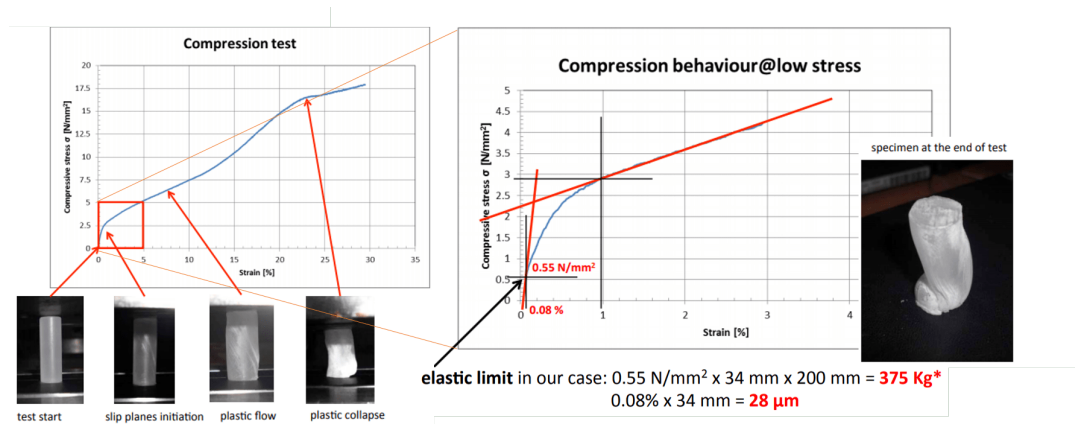 Compression test
Compressive stress σ [N/mm²]
20
17.5
15
12.5
10
7.5
5
2.5
0
0 5 10 15 20 25 30 35
Strain [%]
test start
slip planes initiation
plastic flow
plastic collapse
Compression behaviour@low stress
Compressive stress σ [N/mm²]
5
4.5
4
3.5
3
2.5
2
1.5
1
0.5
0
0.55 N/mm²
0.08 %
0 1 2 3 4
Strain [%]
specimen at the end of test
elastic limit in our case: 0.55 N/mm² x 34 mm x 200 mm = 375 Kg*
0.08% x 34 mm = 28 µm